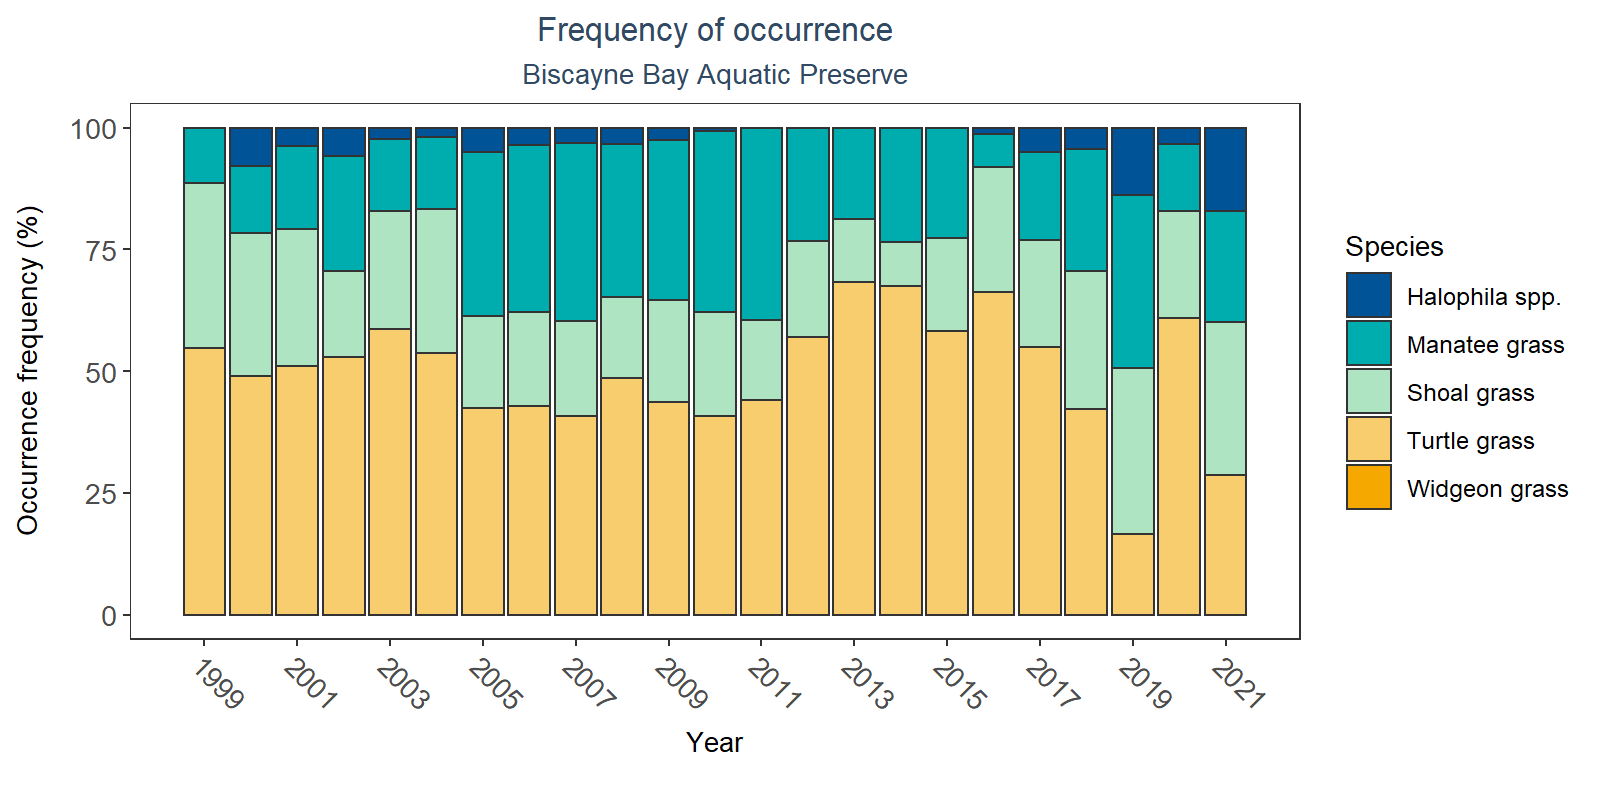 Frequency of occurrence
Biscayne Bay Aquatic Preserve
Occurrence frequency (%)
100
75
50
25
0
1999
2001
2003
2005
2007
2009
2011
2013
2015
2017
2019
2021
Year
Species
Halophila spp.
Manatee grass
Shoal grass
Turtle grass
Widgeon grass